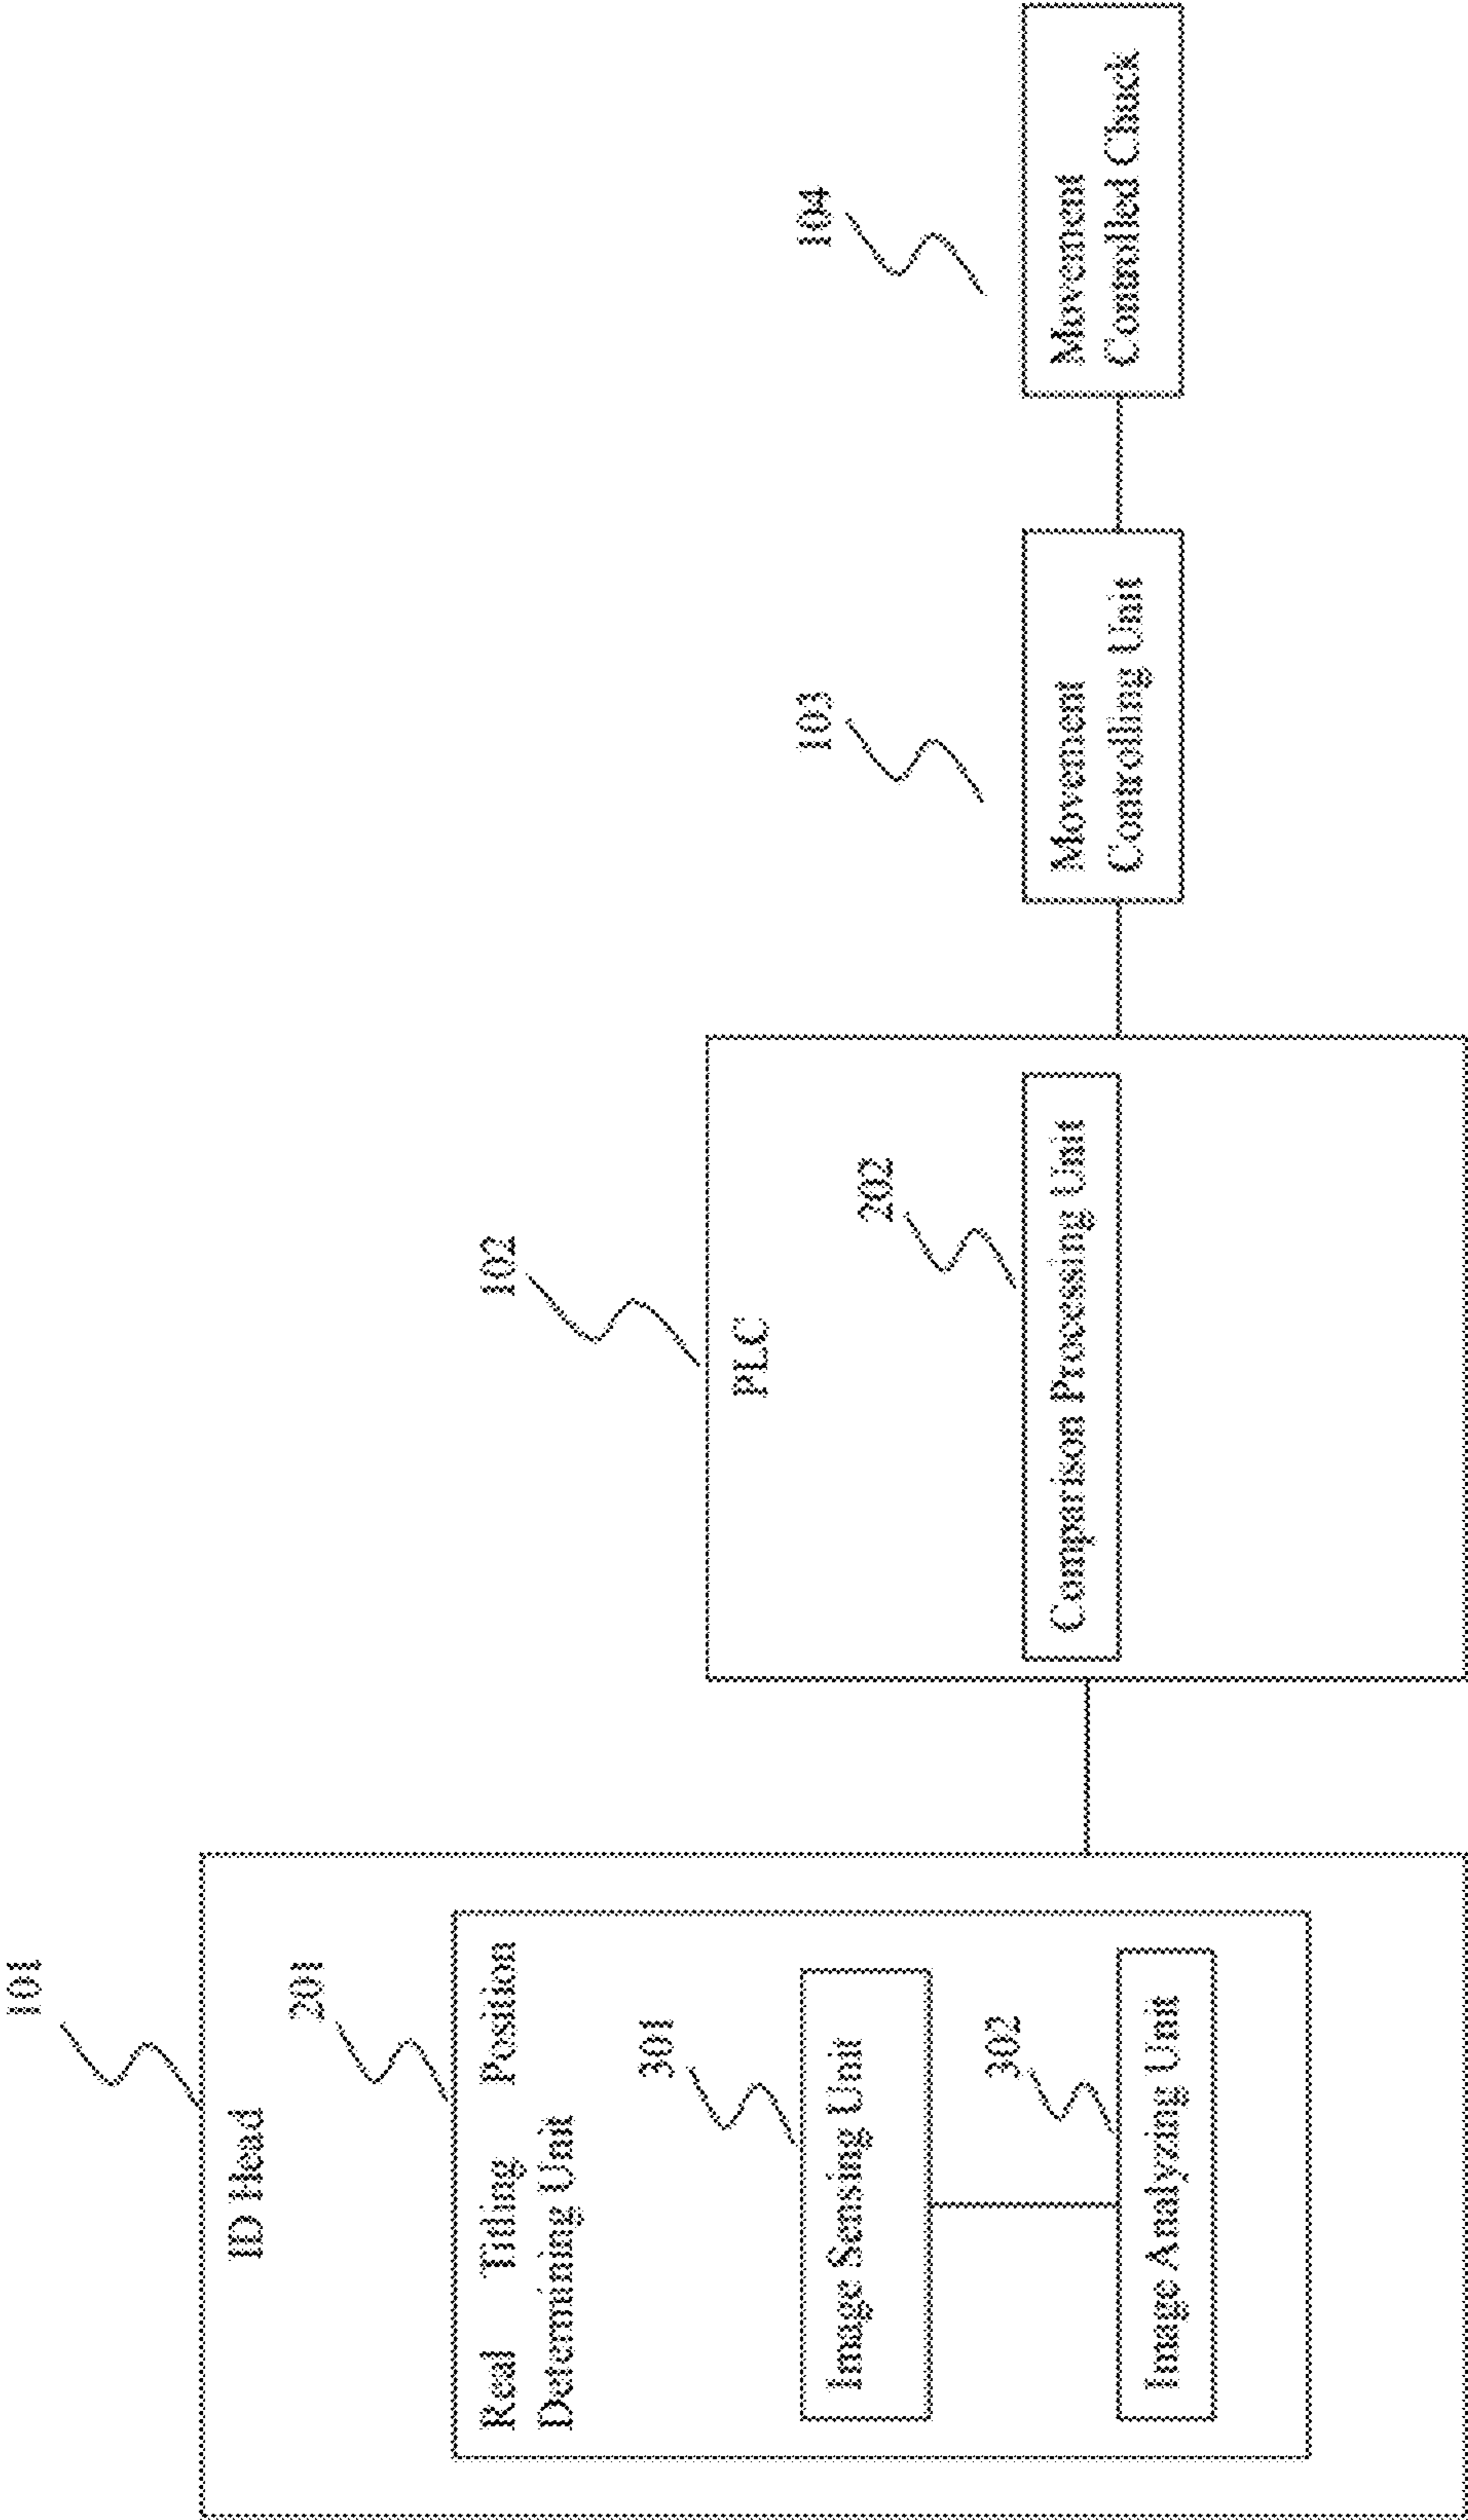 101
ID Head
201
Real Titling Position
Determining Unit
301
Image Sensing Unit
302
Image Analyzing Unit
102
PLC
202
Comparison Processing Unit
103
Movement
Controlling Unit
104
Movement
Controlled Chuck